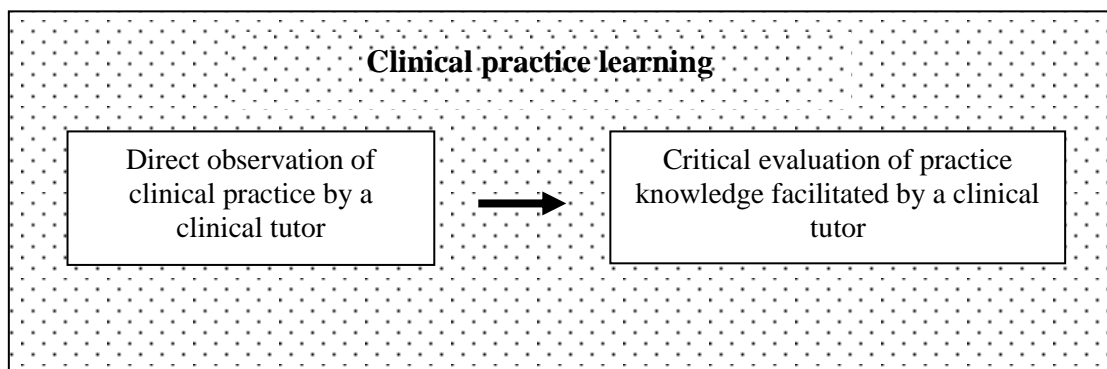 Clinical practice learning
Direct observation of
clinical practice by a
clinical tutor
Critical evaluation of practice
knowledge facilitated by a clinical
tutor